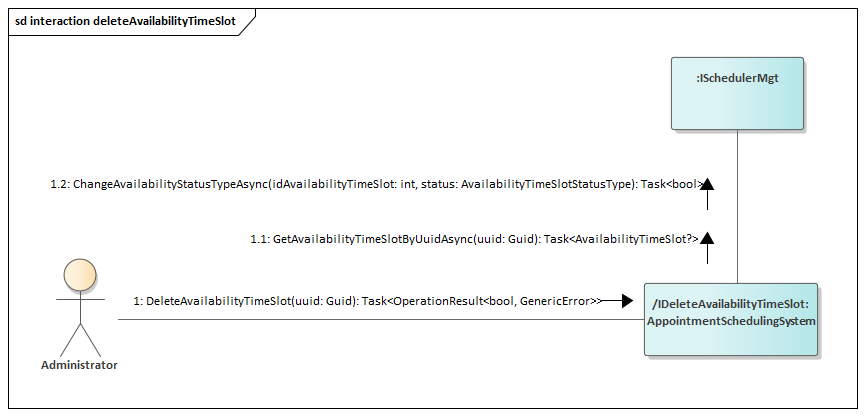 sd interaction deleteAvailabilityTimeSlot
:ISchedulerMgt
1.2: ChangeAvailabilityStatusTypeAsync(idAvailabilityTimeSlot: int, status: AvailabilityTimeSlotStatusType): Task<bool>
1.1: GetAvailabilityTimeSlotByUuidAsync(uuid: Guid): Task<AvailabilityTimeSlot?>
1: DeleteAvailabilityTimeSlot(uuid: Guid): Task<OperationResult<bool, GenericError>>
/IDeleteAvailabilityTimeSlot:
AppointmentSchedulingSystem
Administrator